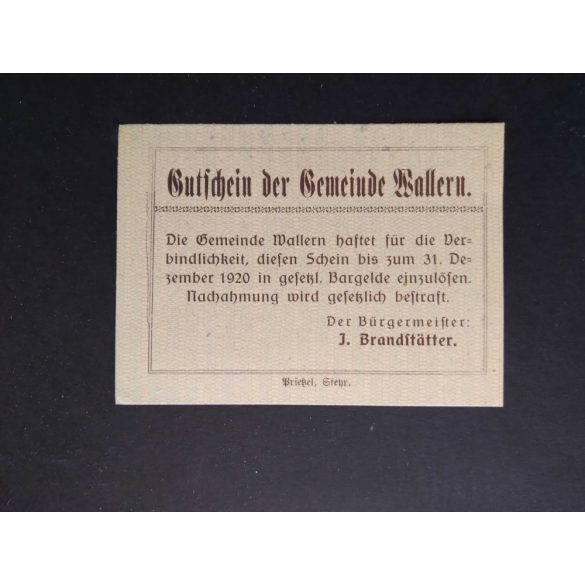 Gutschein der Gemeinde Wallern.
Die Gemeinde Wallern haftet für die Ver=
bindlichkeit, diesen Schein bis zum 31. De=
zember 1920 in gesetzl. Bargelde einzulösen.
Nachahmung wird gesetzlich bestraft.
Der Bürgermeister:
J. Brandstätter.
Prietzel, Steyr.